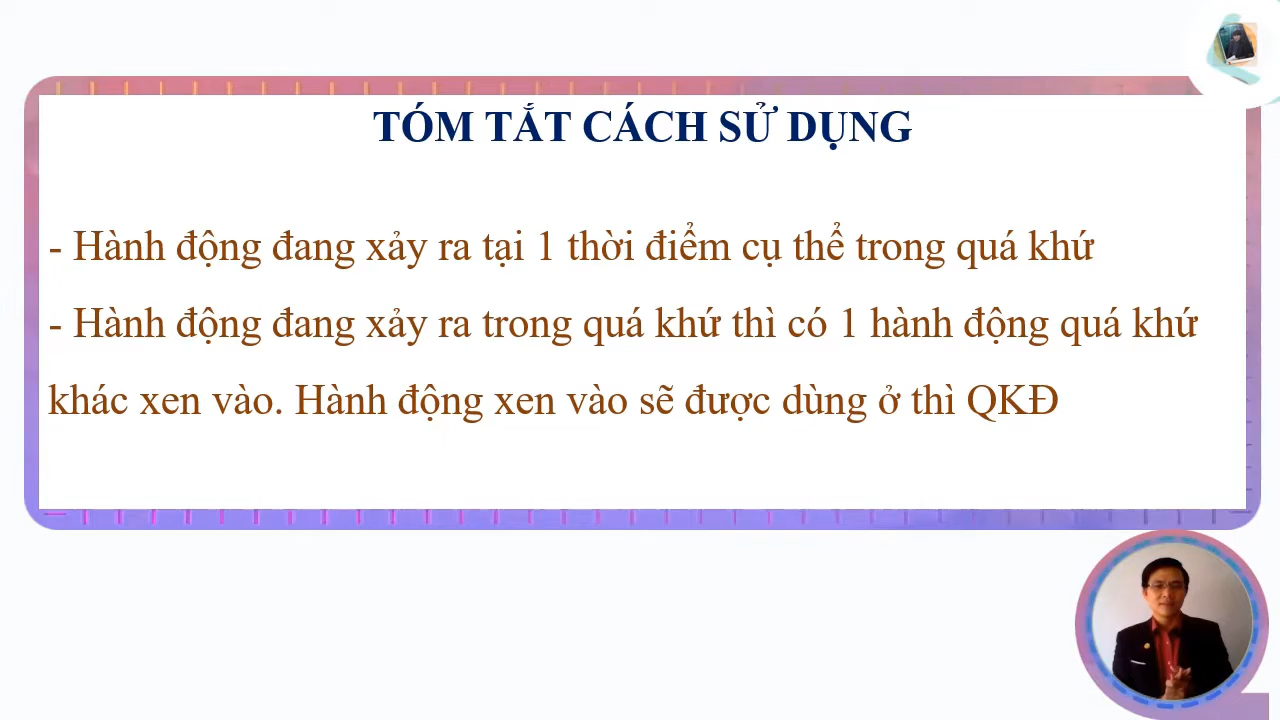 TÓM TẮT CÁCH SỬ DỤNG
- Hành động đang xảy ra tại 1 thời điểm cụ thể trong quá khứ
- Hành động đang xảy ra trong quá khứ thì có 1 hành động quá khứ
khác xen vào. Hành động xen vào sẽ được dùng ở thì QKĐ